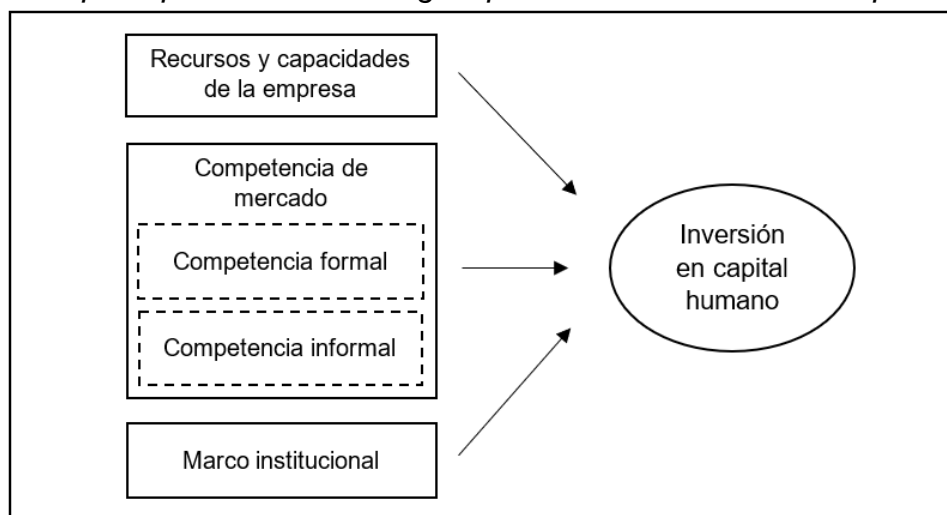 Recursos y capacidades
de la empresa
Competencia de
mercado
Competencia formal
Competencia informal
Marco institucional
Inversión
en capital
humano